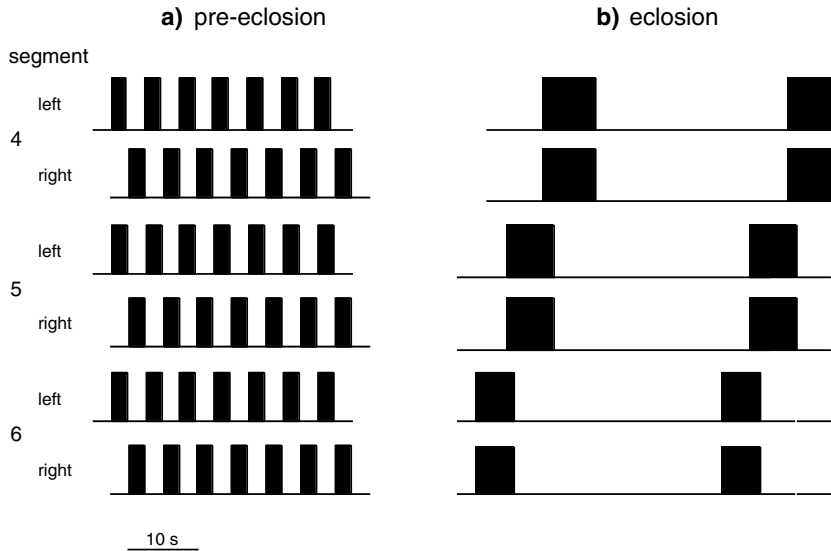 a) pre-eclosion
b) eclosion
segment
left
4
right
left
5
right
left
6
right
10 s